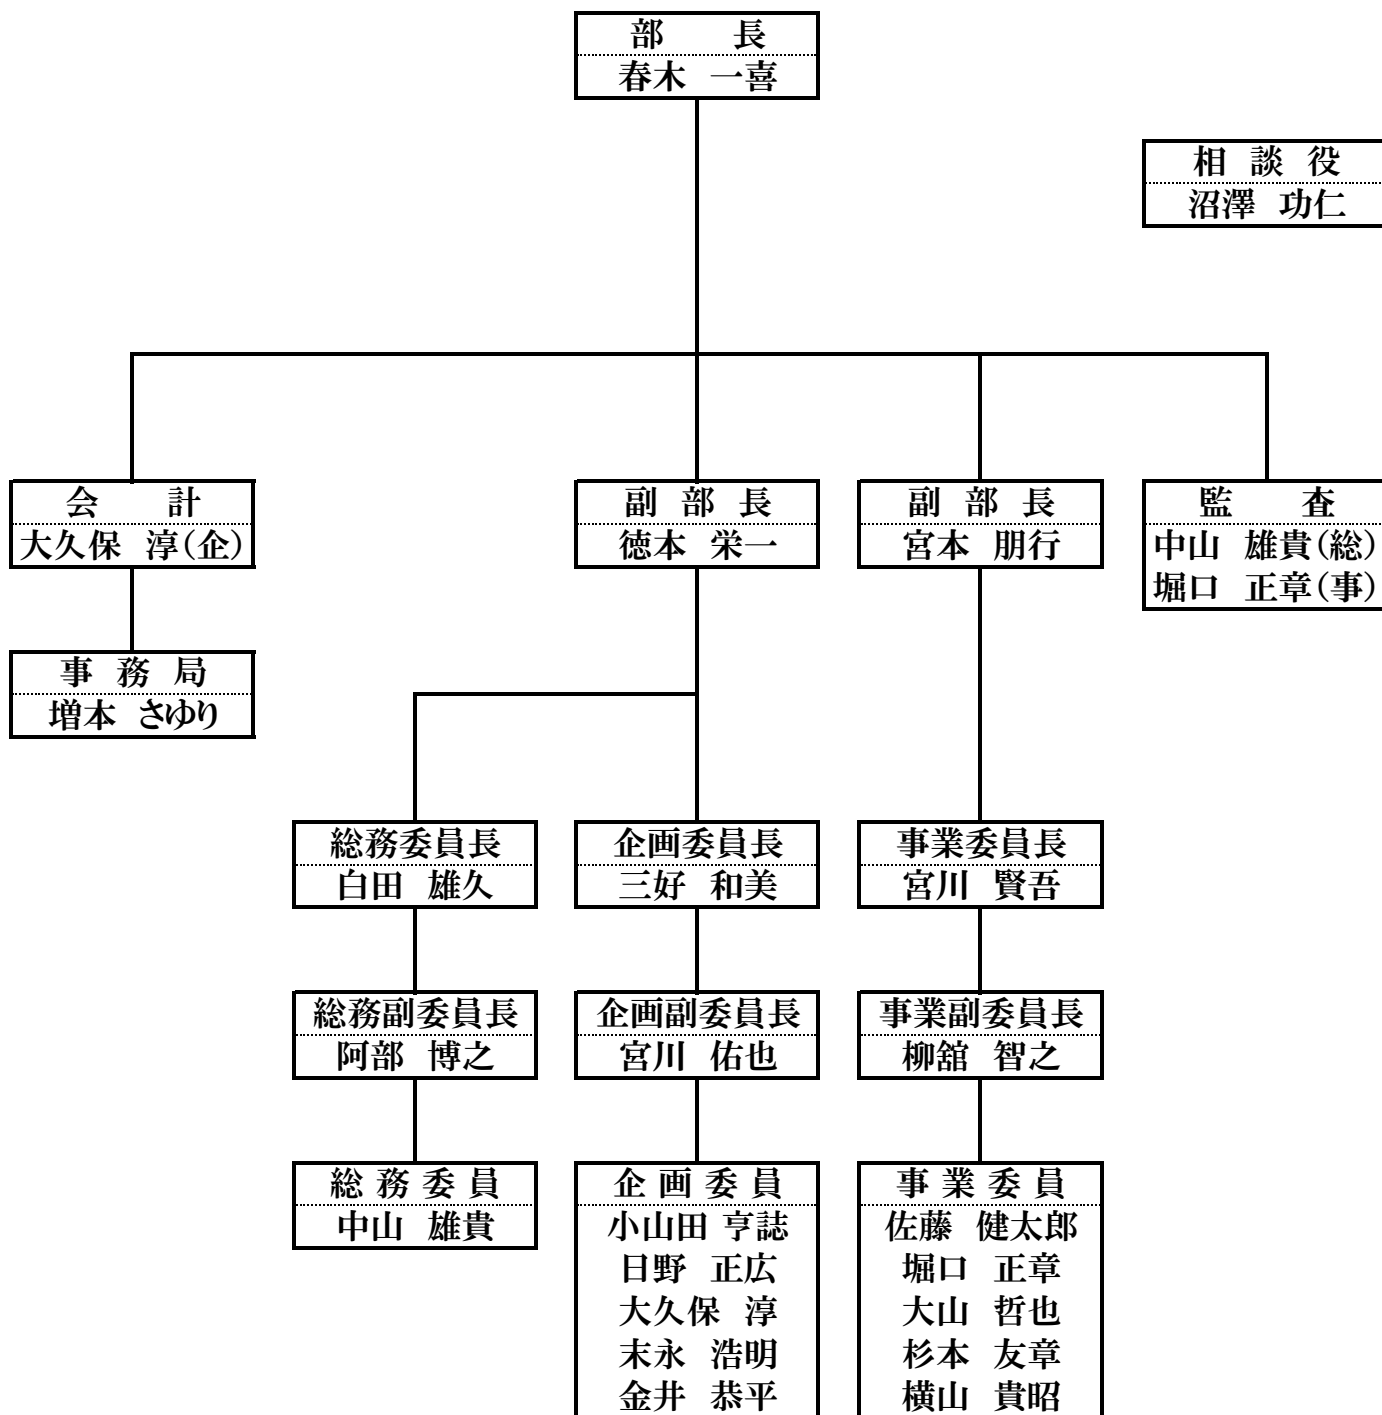 部　長
春木　一喜
相談役
沼澤　功仁
会　計
大久保　淳(企)
副部長
徳本　栄一
副部長
宮本　朋行
監　査
中山　雄貴(総)
堀口　正章(事)
事務局
増本　さゆり
総務委員長
白田　雄久
企画委員長
三好　和美
事業委員長
宮川　賢吾
総務副委員長
阿部　博之
企画副委員長
宮川　佑也
事業副委員長
柳舘　智之
総務委員
中山　雄貴
企画委員
小山田 亨誌
日野　正広
大久保　淳
末永　浩明
金井　恭平
事業委員
佐藤　健太郎
堀口　正章
大山　哲也
杉本　友章
横山　貴昭